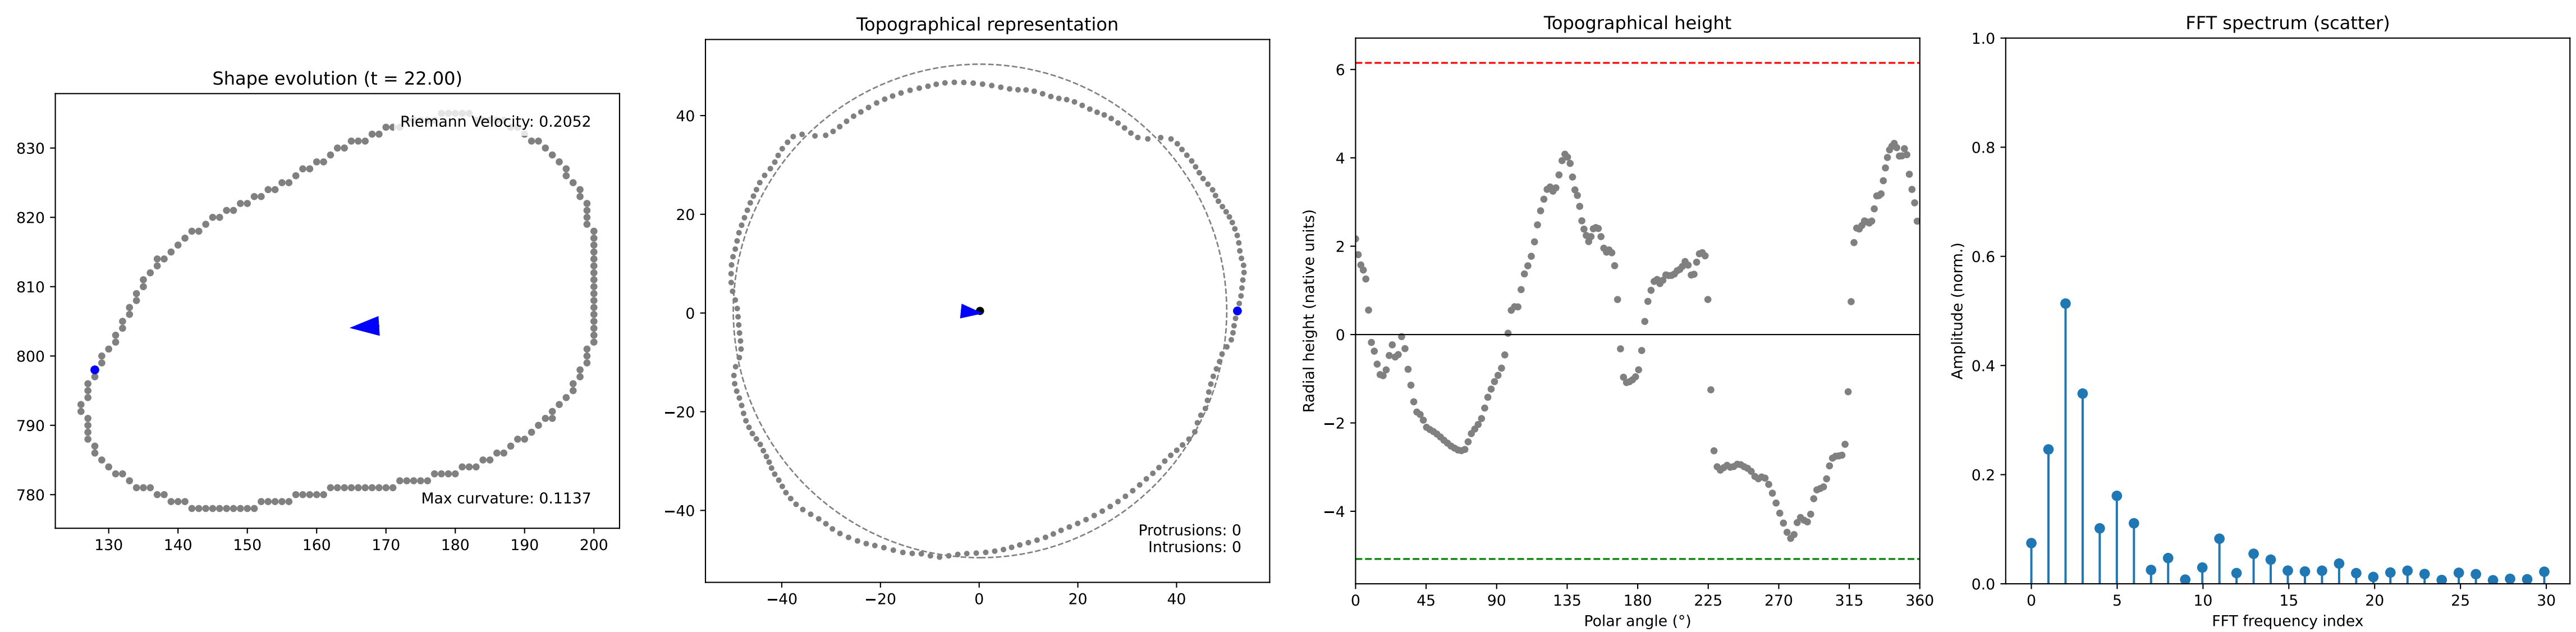 Shape evolution (t = 22.00)
Riemann Velocity: 0.2052
Max curvature: 0.1137
830
820
810
800
790
780
130 140 150 160 170 180 190 200
Topographical representation
40
20
0
−20
−40
Protrusions: 0
Intrusions: 0
−40 −20 0 20 40
Topographical height
Radial height (native units)
6
4
2
0
−2
−4
0 45 90 135 180 225 270 315 360
Polar angle (°)
FFT spectrum (scatter)
Amplitude (norm.)
1.0
0.8
0.6
0.4
0.2
0.0
0 5 10 15 20 25 30
FFT frequency index